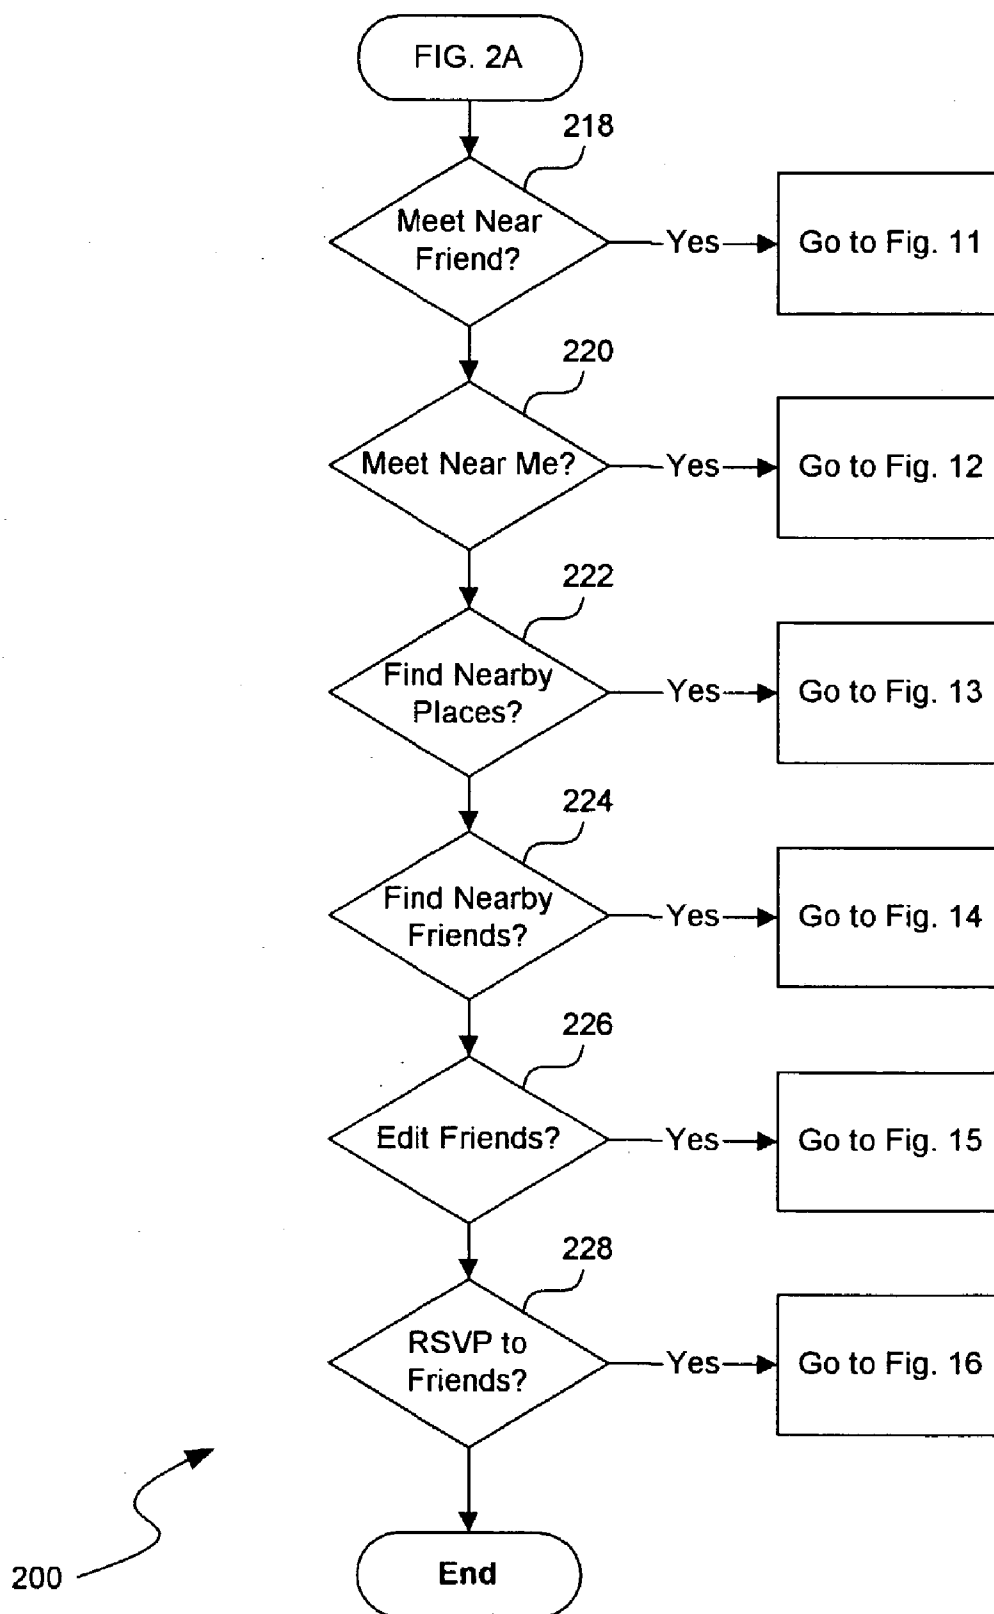 FIG. 2A
218
Meet Near
Friend?
Yes
Go to Fig. 11
220
Meet Near Me?
Yes
Go to Fig. 12
222
Find Nearby
Places?
Yes
Go to Fig. 13
224
Find Nearby
Friends?
Yes
Go to Fig. 14
226
Edit Friends?
Yes
Go to Fig. 15
228
RSVP to
Friends?
Yes
Go to Fig. 16
End
200